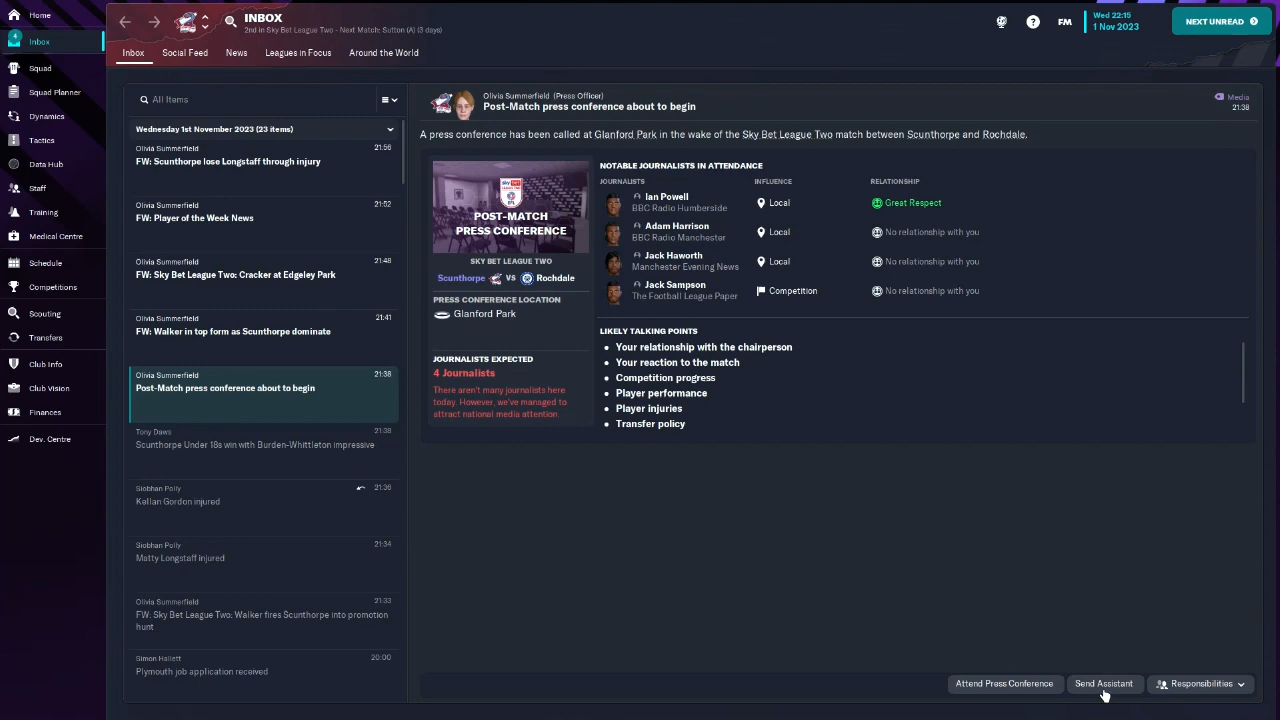 Home
4
Inbox
Squad
Squad Planner
Dynamics
Tactics
Data Hub
Staff
Training
Medical Centre
Schedule
Competitions
Scouting
Transfers
Club Info
Club Vision
Finances
Dev. Centre
INBOX
2nd in Sky Bet League Two - Next Match: Sutton (A) (3 days)
FM
Wed 22:15
1 Nov 2023
NEXT UNREAD
Inbox
Social Feed
News
Leagues in Focus
Around the World
All Items
Wednesday 1st November 2023 (23 items)
Olivia Summerfield 21:56
FW: Scunthorpe lose Longstaff through injury
Olivia Summerfield 21:52
FW: Player of the Week News
Olivia Summerfield 21:48
FW: Sky Bet League Two: Cracker at Edgeley Park
Olivia Summerfield 21:41
FW: Walker in top form as Scunthorpe dominate
Olivia Summerfield 21:38
Post-Match press conference about to begin
Tony Daws 21:38
Scunthorpe Under 18s win with Burden-Whittleton impressive
Siobhan Polly 21:36
Kellan Gordon injured
Siobhan Polly 21:34
Matty Longstaff injured
Olivia Summerfield 21:33
FW: Sky Bet League Two: Walker fires Scunthorpe into promotion
hunt
Simon Hallett 20:00
Plymouth job application received
Olivia Summerfield (Press Officer)
Post-Match press conference about to begin
Media
21:38
A press conference has been called at Glanford Park in the wake of the Sky Bet League Two match between Scunthorpe and Rochdale.
sky bet
POST-MATCH
PRESS CONFERENCE
SKY BET LEAGUE TWO
Scunthorpe VS Rochdale
PRESS CONFERENCE LOCATION
Glanford Park
JOURNALISTS EXPECTED
4 Journalists
There aren't many journalists here
today. However, we've managed to
attract national media attention.
NOTABLE JOURNALISTS IN ATTENDANCE
JOURNALISTS INFLUENCE RELATIONSHIP
Ian Powell
BBC Radio Humberside
Local
Great Respect
Adam Harrison
BBC Radio Manchester
Local
No relationship with you
Jack Haworth
Manchester Evening News
Local
No relationship with you
Jack Sampson
The Football League Paper
Competition
No relationship with you
LIKELY TALKING POINTS
• Your relationship with the chairperson
• Your reaction to the match
• Competition progress
• Player performance
• Player injuries
• Transfer policy
Attend Press Conference
Send Assistant
Responsibilities